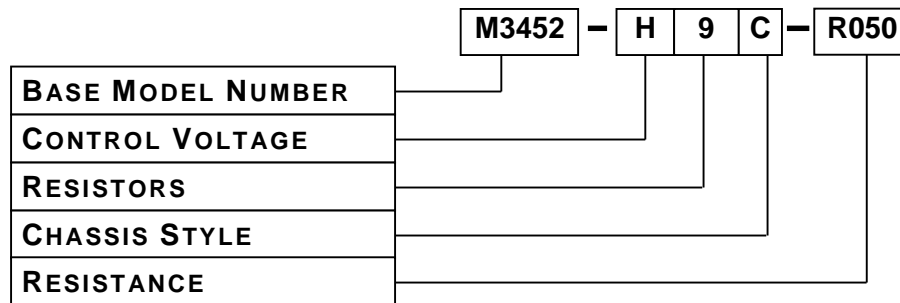 M3452 – H 9 C – R050
BASE MODEL NUMBER
CONTROL VOLTAGE
RESISTORS
CHASSIS STYLE
RESISTANCE